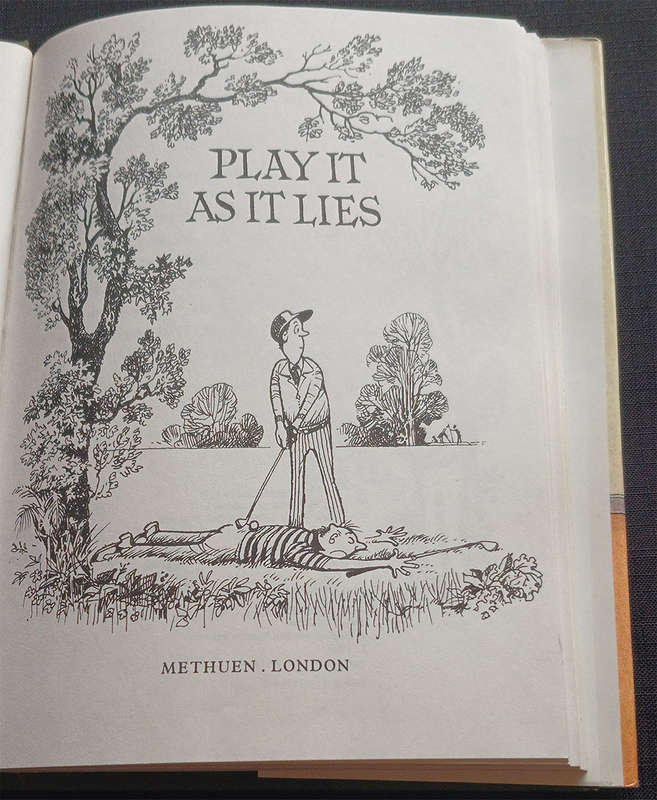 PLAY IT
AS IT LIES
METHUEN . LONDON